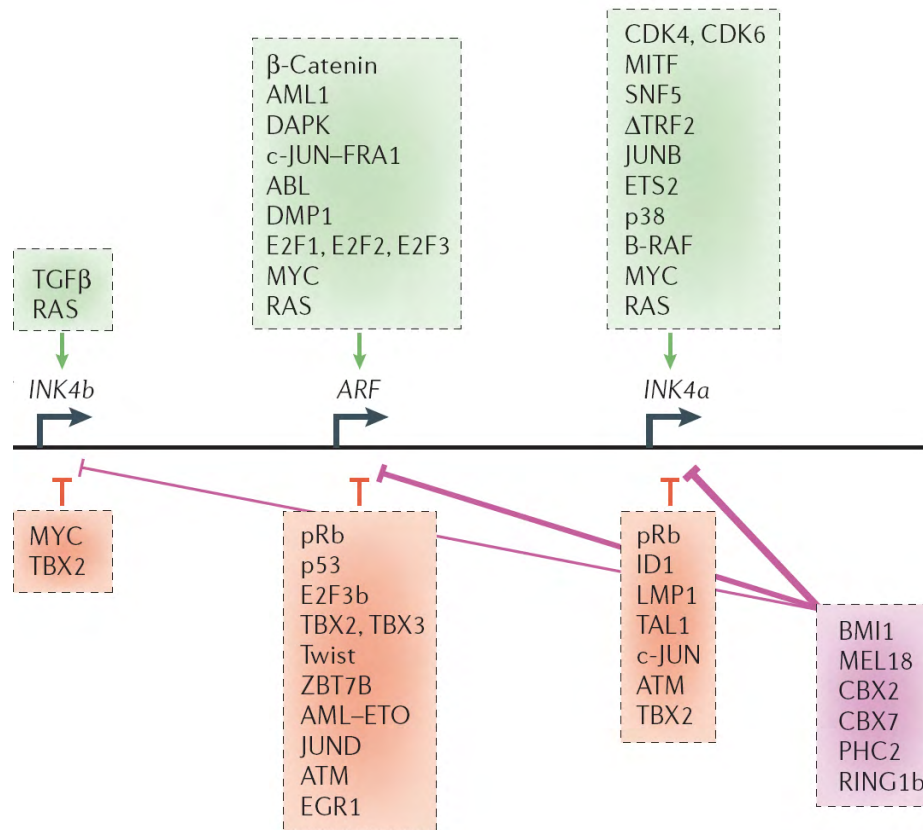 TGFβ
RAS
β-Catenin
AML1
DAPK
c-JUN–FRA1
ABL
DMP1
E2F1, E2F2, E2F3
MYC
RAS
CDK4, CDK6
MITF
SNF5
ΔTRF2
JUNB
ETS2
p38
B-RAF
MYC
RAS
INK4b
ARF
INK4a
MYC
TBX2
pRb
p53
E2F3b
TBX2, TBX3
Twist
ZBT7B
AML–ETO
JUND
ATM
EGR1
pRb
ID1
LMP1
TAL1
c-JUN
ATM
TBX2
BMI1
MEL18
CBX2
CBX7
PHC2
RING1b